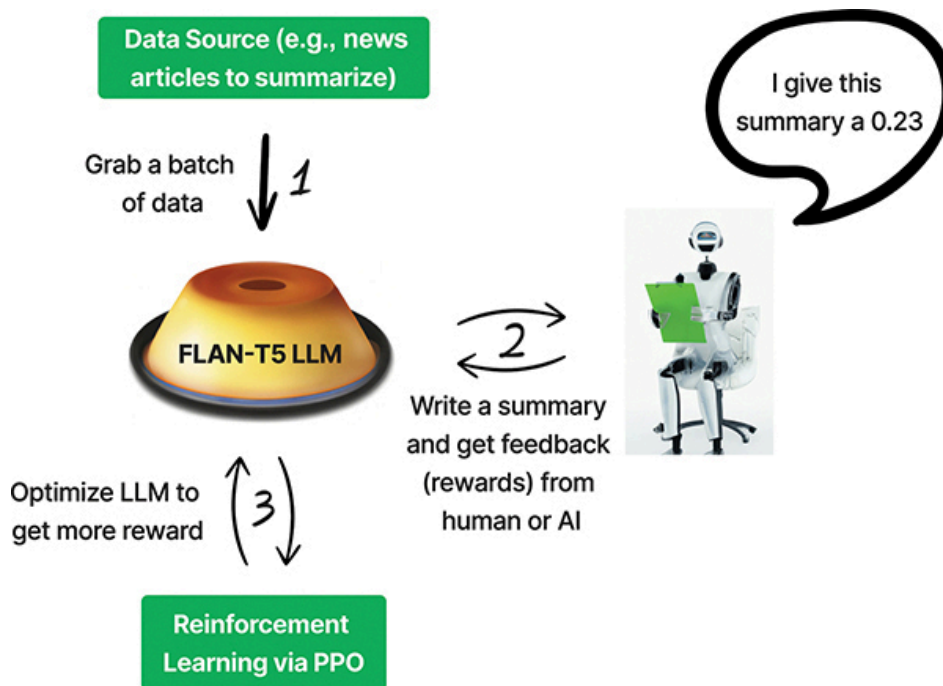 Data Source (e.g., news
articles to summarize)
I give this
summary a 0.23
Grab a batch
of data
1
FLAN-T5 LLM
2
Write a summary
and get feedback
(rewards) from
human or AI
Optimize LLM to
get more reward
3
Reinforcement
Learning via PPO